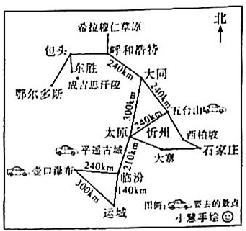 北
希拉穆仁草原
包头
呼和浩特
240km
东胜
成吉思汗陵
大同
鄂尔多斯
300km
240km
五台山
太原
240km
忻州
西柏坡
平遥古城
210km
大寨
石家庄
壶口瀑布
240km
临汾
300km
140km
运城
图例:
要去的景点
小慧手绘